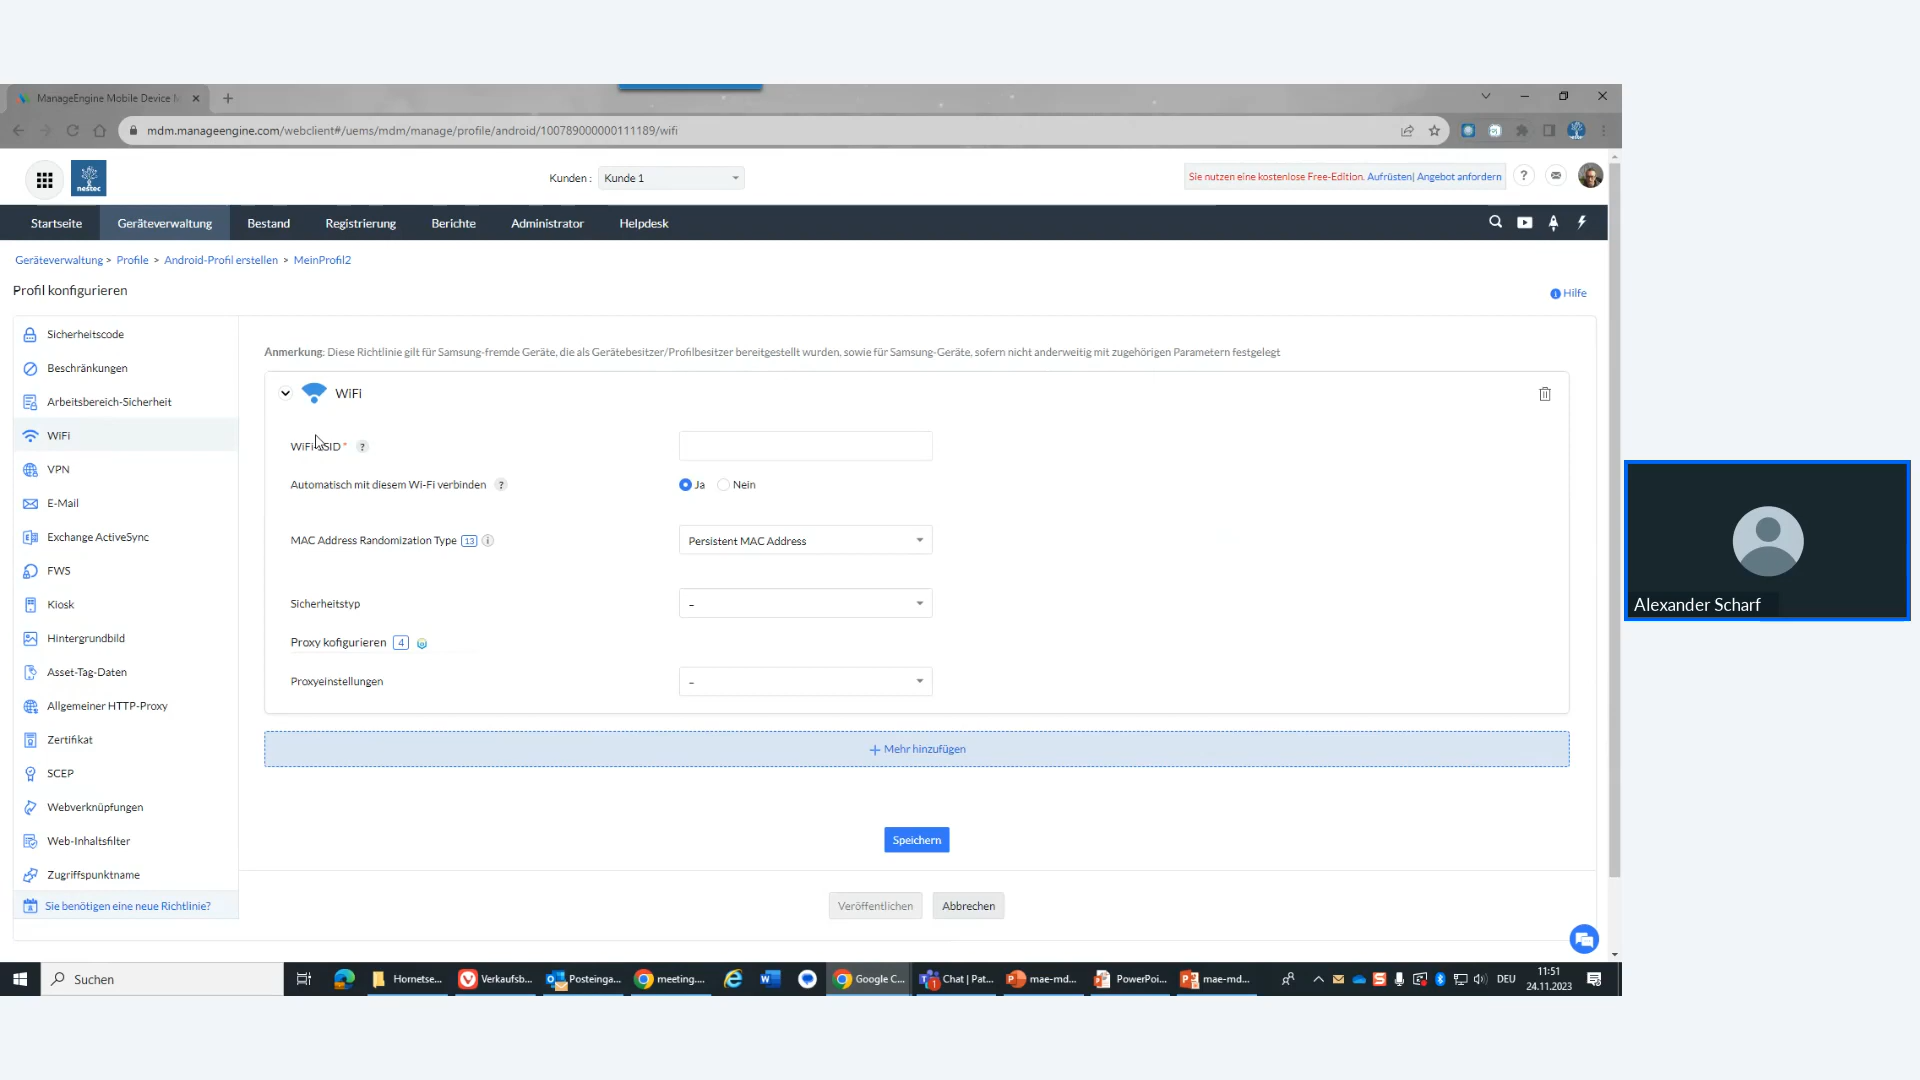 ManageEngine Mobile Device M
mdm.manageengine.com/webclient#/uems/mdm/manage/profile/android/100789000000111189/wifi
nestec
Kunden :
Kunde 1
Sie nutzen eine kostenlose Free-Edition. Aufrüsten| Angebot anfordern
?
Startseite
Geräteverwaltung
Bestand
Registrierung
Berichte
Administrator
Helpdesk
Geräteverwaltung > Profile > Android-Profil erstellen > MeinProfil2
Profil konfigurieren
Hilfe
Sicherheitscode
Beschränkungen
Arbeitsbereich-Sicherheit
WiFi
VPN
E-Mail
Exchange ActiveSync
FWS
Kiosk
Hintergrundbild
Asset-Tag-Daten
Allgemeiner HTTP-Proxy
Zertifikat
SCEP
Webverknüpfungen
Web-Inhaltsfilter
Zugriffspunktname
Sie benötigen eine neue Richtlinie?
Anmerkung: Diese Richtlinie gilt für Samsung-fremde Geräte, die als Gerätebesitzer/Profilbesitzer bereitgestellt wurden, sowie für Samsung-Geräte, sofern nicht anderweitig mit zugehörigen Parametern festgelegt
WiFi
WiFi-SSID * ?
Automatisch mit diesem Wi-Fi verbinden ?
Ja
Nein
MAC Address Randomization Type 13
Persistent MAC Address
Sicherheitstyp
–
Proxy kofigurieren 4
Proxyeinstellungen
–
+ Mehr hinzufügen
Speichern
Veröffentlichen
Abbrechen
Alexander Scharf
Suchen
Hornetse...
Verkaufsb...
Posteinga...
meeting....
Google C...
Chat | Pat...
mae-md...
PowerPoi...
mae-md...
DEU
11:51
24.11.2023